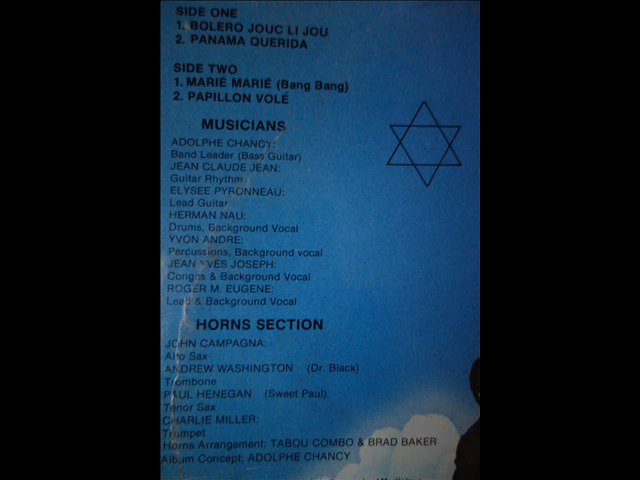 SIDE ONE
1. BOLERO JOUC LI JOU
2. PANAMA QUERIDA
SIDE TWO
1. MARIÉ MARIÉ (Bang Bang)
2. PAPILLON VOLÉ
MUSICIANS
ADOLPHE CHANCY:
Band Leader (Bass Guitar)
JEAN CLAUDE JEAN:
Guitar Rhythm
ELYSEE PYRONNEAU:
Lead Guitar
HERMAN NAU:
Drums, Background Vocal
YVON ANDRE:
Percussions, Background vocal
JEAN YVES JOSEPH:
Congas & Background Vocal
ROGER M. EUGENE:
Lead & Background Vocal
HORNS SECTION
JOHN CAMPAGNA:
Alto Sax
ANDREW WASHINGTON (Dr. Black)
Trombone
PAUL HENEGAN (Sweet Paul)
Tenor Sax
CHARLIE MILLER:
Trumpet
Horns Arrangement: TABOU COMBO & BRAD BAKER
Album Concept: ADOLPHE CHANCY